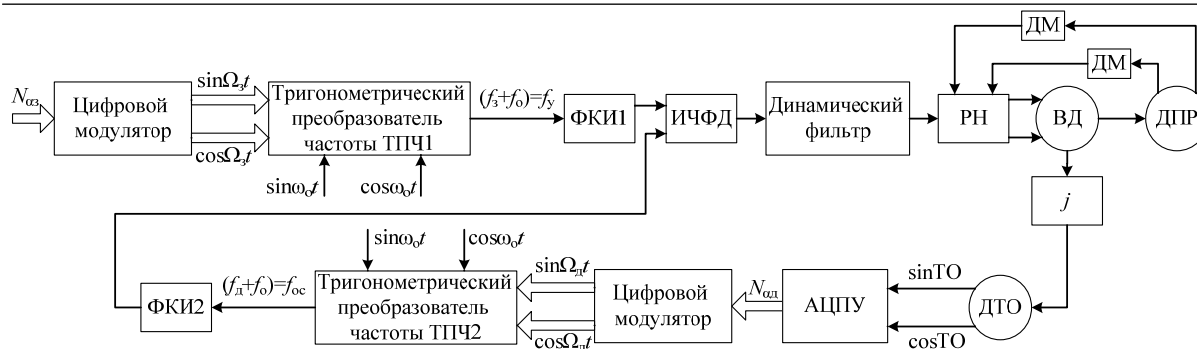 ДМ
ДМ
Nαз
Цифровой
модулятор
sinΩзt
cosΩзt
Тригонометрический
преобразователь
частоты ТПЧ1
sinωоt
cosωоt
(fз+fо)=fу
ФКИ1
ИЧФД
Динамический
фильтр
РН
ВД
ДПР
j
ФКИ2
(fд+fо)=fос
sinωоt
cosωоt
Тригонометрический
преобразователь
частоты ТПЧ2
sinΩдt
cosΩдt
Цифровой
модулятор
Nαд
АЦПУ
sinТО
cosТО
ДТО